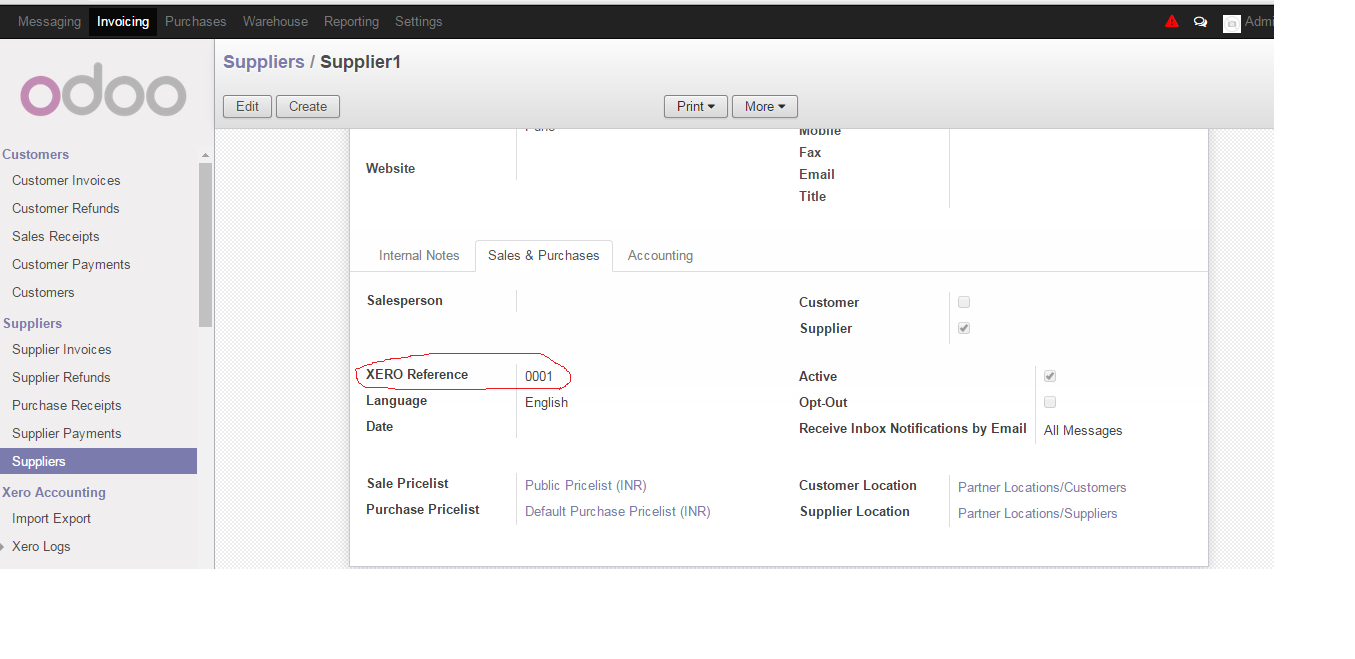 Messaging Invoicing Purchases Warehouse Reporting Settings Admi
odoo
Suppliers / Supplier1
Edit Create Print More
Customers
Customer Invoices
Customer Refunds
Sales Receipts
Customer Payments
Customers
Suppliers
Supplier Invoices
Supplier Refunds
Purchase Receipts
Supplier Payments
Suppliers
Xero Accounting
Import Export
Xero Logs
Mobile
Website
Fax
Email
Title
Internal Notes Sales & Purchases Accounting
Salesperson
Customer
Supplier
XERO Reference 0001
Language English
Date
Active
Opt-Out
Receive Inbox Notifications by Email All Messages
Sale Pricelist Public Pricelist (INR)
Purchase Pricelist Default Purchase Pricelist (INR)
Customer Location Partner Locations/Customers
Supplier Location Partner Locations/Suppliers